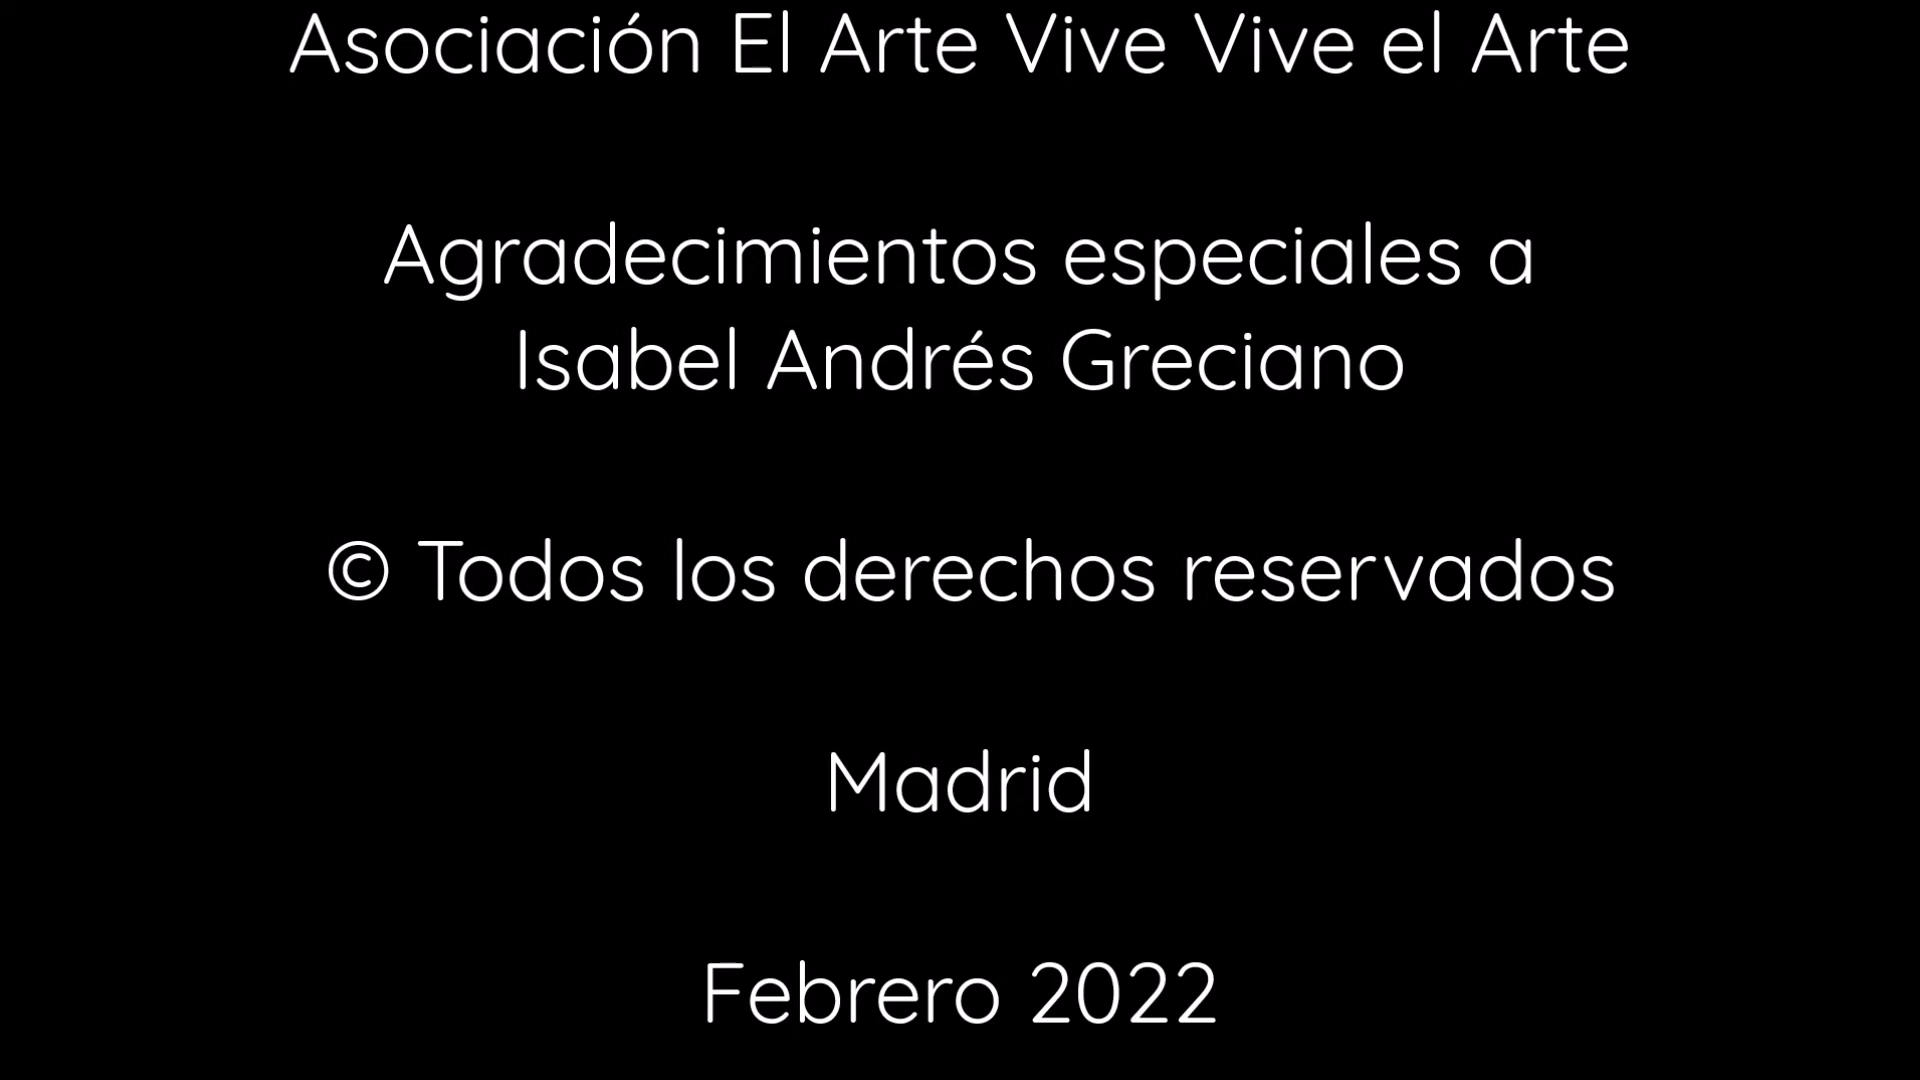 Asociación El Arte Vive Vive el Arte
Agradecimientos especiales a
Isabel Andrés Greciano
© Todos los derechos reservados
Madrid
Febrero 2022